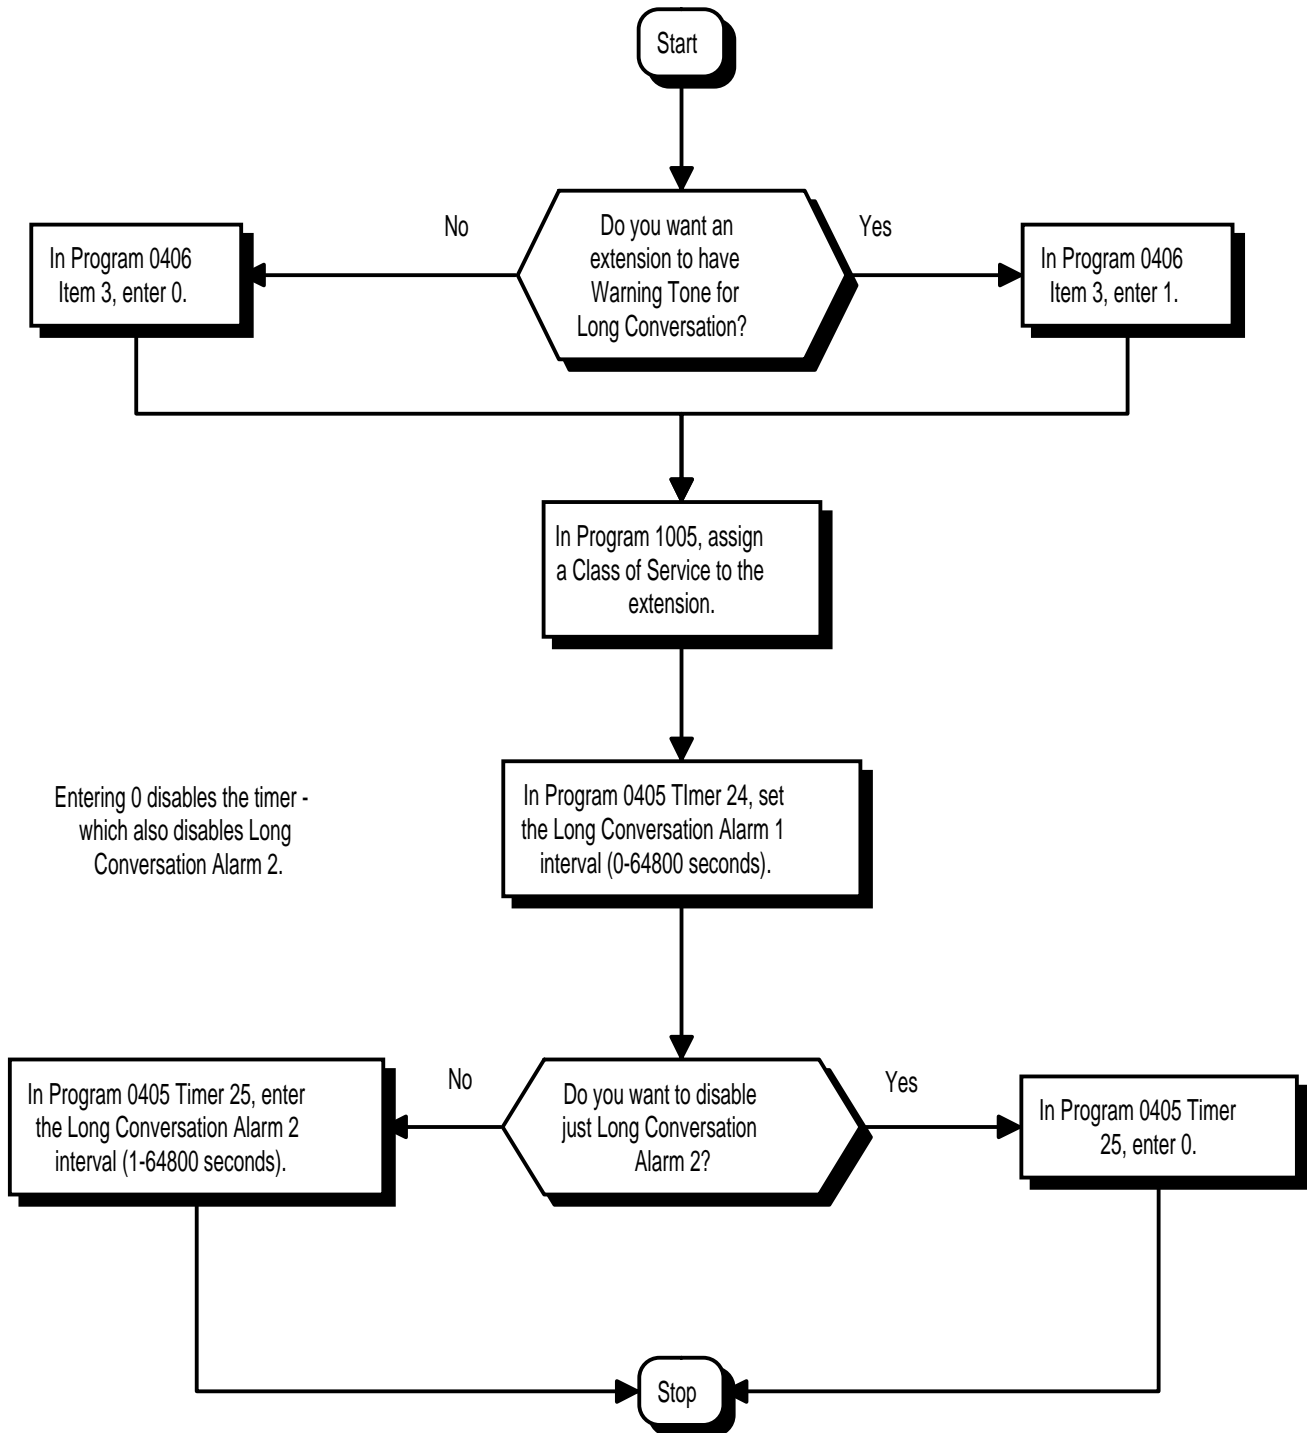 Start
No
Do you want an
extension to have
Warning Tone for
Long Conversation?
Yes
In Program 0406
Item 3, enter 0.
In Program 0406
Item 3, enter 1.
In Program 1005, assign
a Class of Service to the
extension.
Entering 0 disables the timer -
which also disables Long
Conversation Alarm 2.
In Program 0405 TImer 24, set
the Long Conversation Alarm 1
interval (0-64800 seconds).
In Program 0405 Timer 25, enter
the Long Conversation Alarm 2
interval (1-64800 seconds).
No
Do you want to disable
just Long Conversation
Alarm 2?
Yes
In Program 0405 Timer
25, enter 0.
Stop